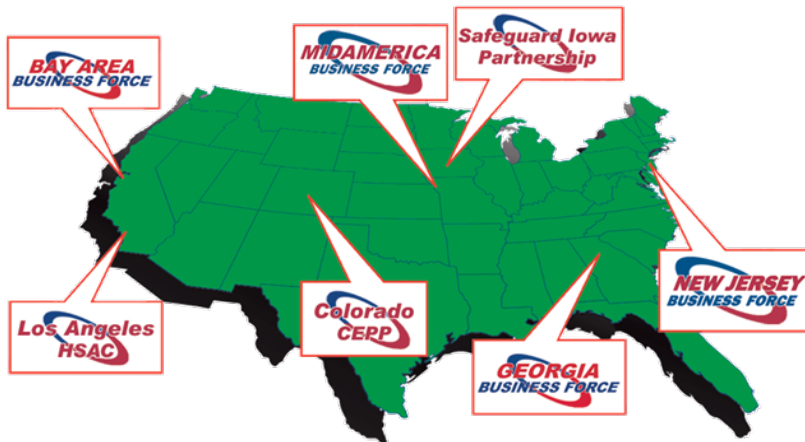 BAY AREA
BUSINESS FORCE
MIDAMERICA
BUSINESS FORCE
Safeguard Iowa
Partnership
Los Angeles
HSAC
Colorado
CEPP
GEORGIA
BUSINESS FORCE
NEW JERSEY
BUSINESS FORCE